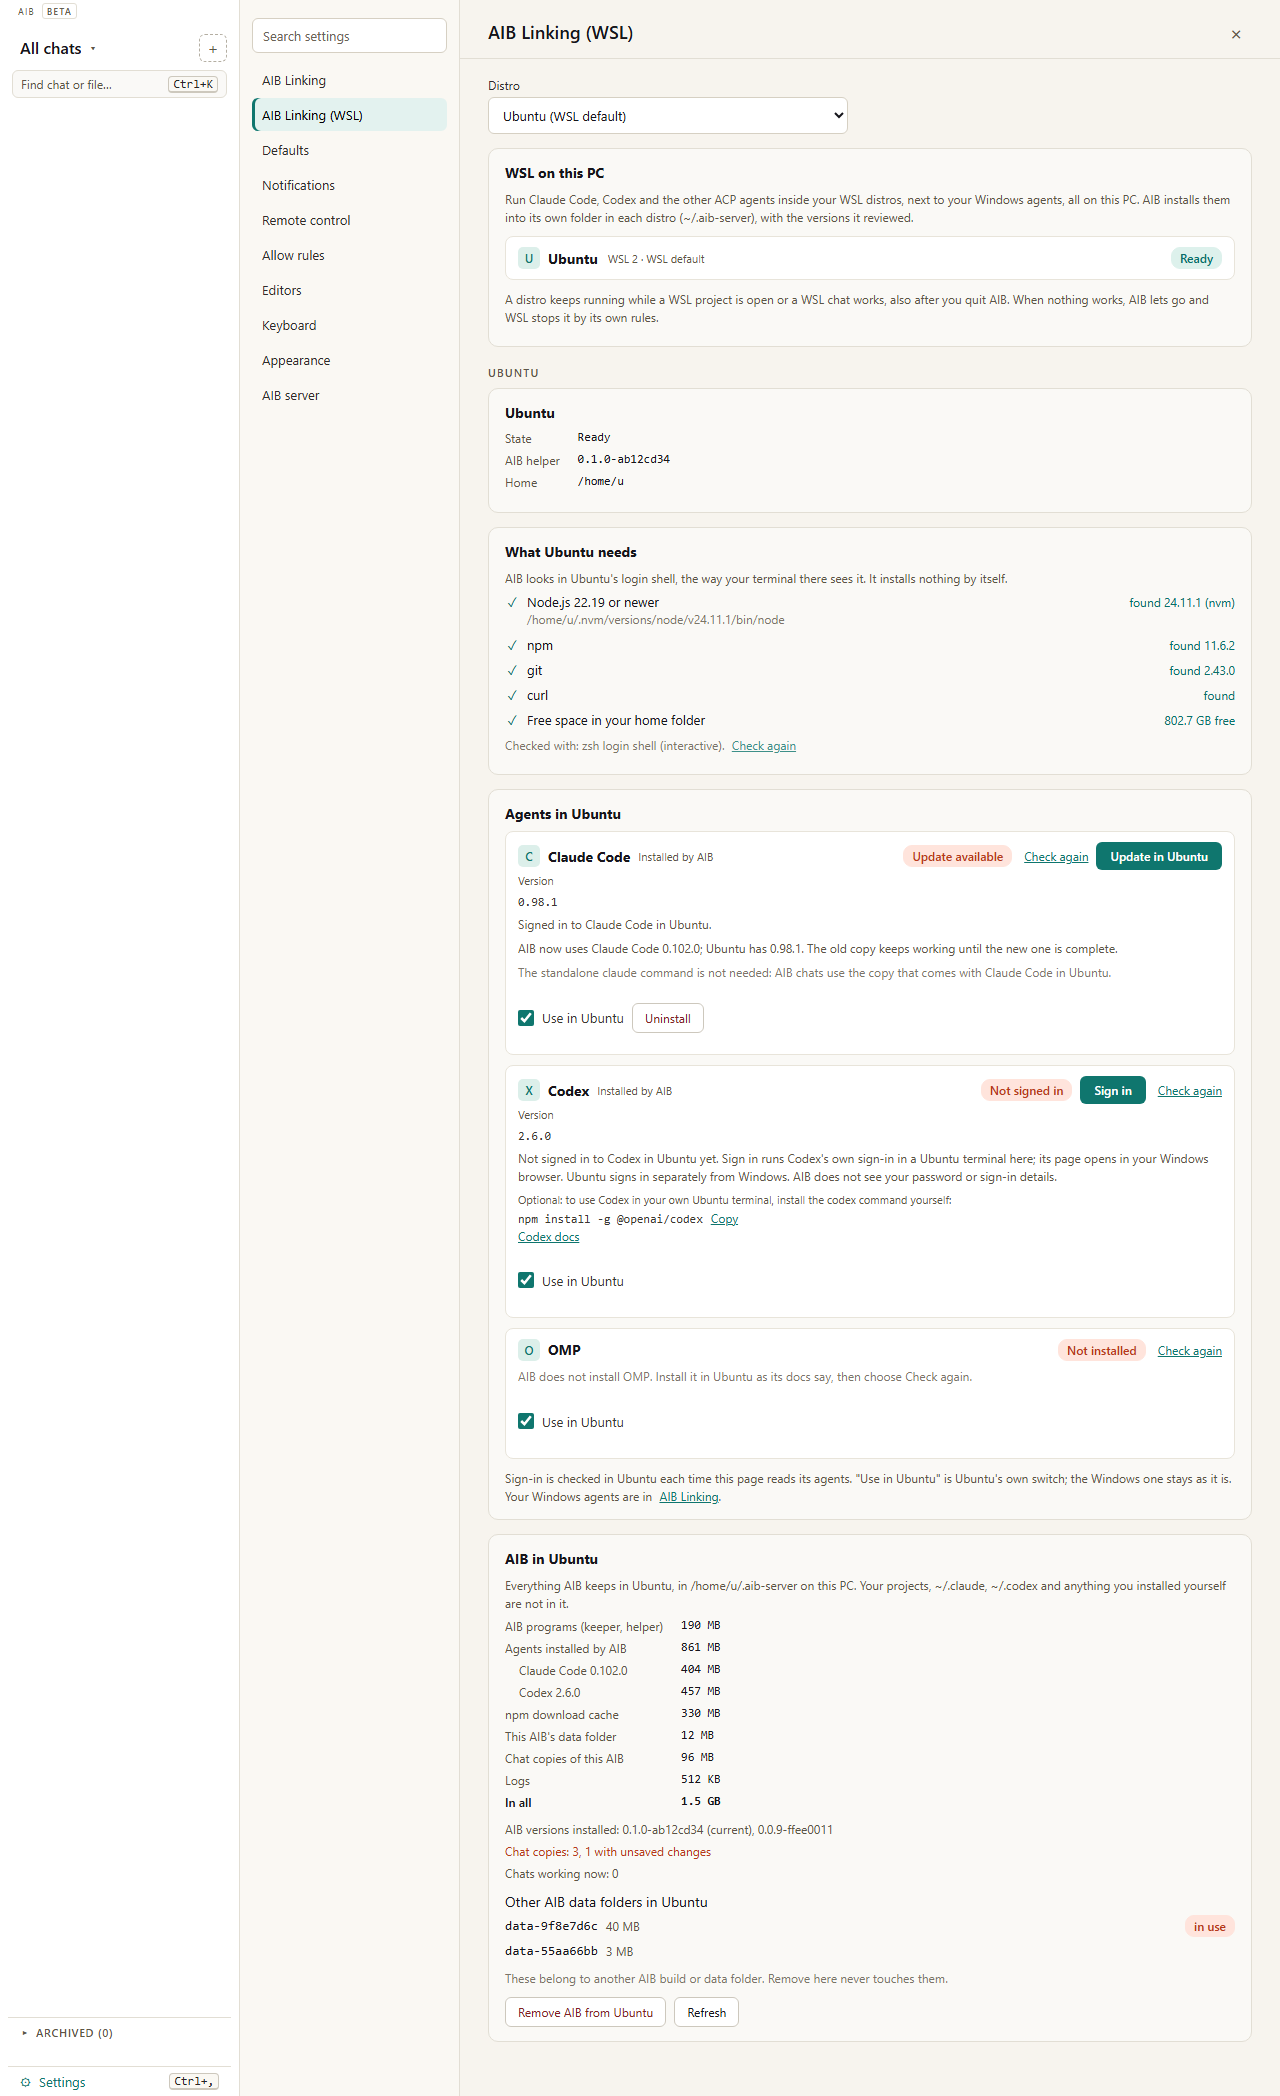 AIB BETA
All chats
+
Find chat or file... Ctrl+K
ARCHIVED (0)
Settings Ctrl+,
Search settings
AIB Linking
AIB Linking (WSL)
Defaults
Notifications
Remote control
Allow rules
Editors
Keyboard
Appearance
AIB server
AIB Linking (WSL)
Distro
Ubuntu (WSL default)
WSL on this PC
Run Claude Code, Codex and the other ACP agents inside your WSL distros, next to your Windows agents, all on this PC. AIB installs them
into its own folder in each distro (~/.aib-server), with the versions it reviewed.
U Ubuntu WSL 2 · WSL default Ready
A distro keeps running while a WSL project is open or a WSL chat works, also after you quit AIB. When nothing works, AIB lets go and
WSL stops it by its own rules.
UBUNTU
Ubuntu
State Ready
AIB helper 0.1.0-ab12cd34
Home /home/u
What Ubuntu needs
AIB looks in Ubuntu's login shell, the way your terminal there sees it. It installs nothing by itself.
✓ Node.js 22.19 or newer found 24.11.1 (nvm)
/home/u/.nvm/versions/node/v24.11.1/bin/node
✓ npm found 11.6.2
✓ git found 2.43.0
✓ curl found
✓ Free space in your home folder 802.7 GB free
Checked with: zsh login shell (interactive). Check again
Agents in Ubuntu
C Claude Code Installed by AIB Update available Check again Update in Ubuntu
Version
0.98.1
Signed in to Claude Code in Ubuntu.
AIB now uses Claude Code 0.102.0; Ubuntu has 0.98.1. The old copy keeps working until the new one is complete.
The standalone claude command is not needed: AIB chats use the copy that comes with Claude Code in Ubuntu.
Use in Ubuntu Uninstall
X Codex Installed by AIB Not signed in Sign in Check again
Version
2.6.0
Not signed in to Codex in Ubuntu yet. Sign in runs Codex's own sign-in in a Ubuntu terminal here; its page opens in your Windows
browser. Ubuntu signs in separately from Windows. AIB does not see your password or sign-in details.
Optional: to use Codex in your own Ubuntu terminal, install the codex command yourself:
npm install -g @openai/codex Copy
Codex docs
Use in Ubuntu
O OMP Not installed Check again
AIB does not install OMP. Install it in Ubuntu as its docs say, then choose Check again.
Use in Ubuntu
Sign-in is checked in Ubuntu each time this page reads its agents. "Use in Ubuntu" is Ubuntu's own switch; the Windows one stays as it is.
Your Windows agents are in AIB Linking.
AIB in Ubuntu
Everything AIB keeps in Ubuntu, in /home/u/.aib-server on this PC. Your projects, ~/.claude, ~/.codex and anything you installed yourself
are not in it.
AIB programs (keeper, helper) 190 MB
Agents installed by AIB 861 MB
Claude Code 0.102.0 404 MB
Codex 2.6.0 457 MB
npm download cache 330 MB
This AIB's data folder 12 MB
Chat copies of this AIB 96 MB
Logs 512 KB
In all 1.5 GB
AIB versions installed: 0.1.0-ab12cd34 (current), 0.0.9-ffee0011
Chat copies: 3, 1 with unsaved changes
Chats working now: 0
Other AIB data folders in Ubuntu
data-9f8e7d6c 40 MB in use
data-55aa66bb 3 MB
These belong to another AIB build or data folder. Remove here never touches them.
Remove AIB from Ubuntu Refresh